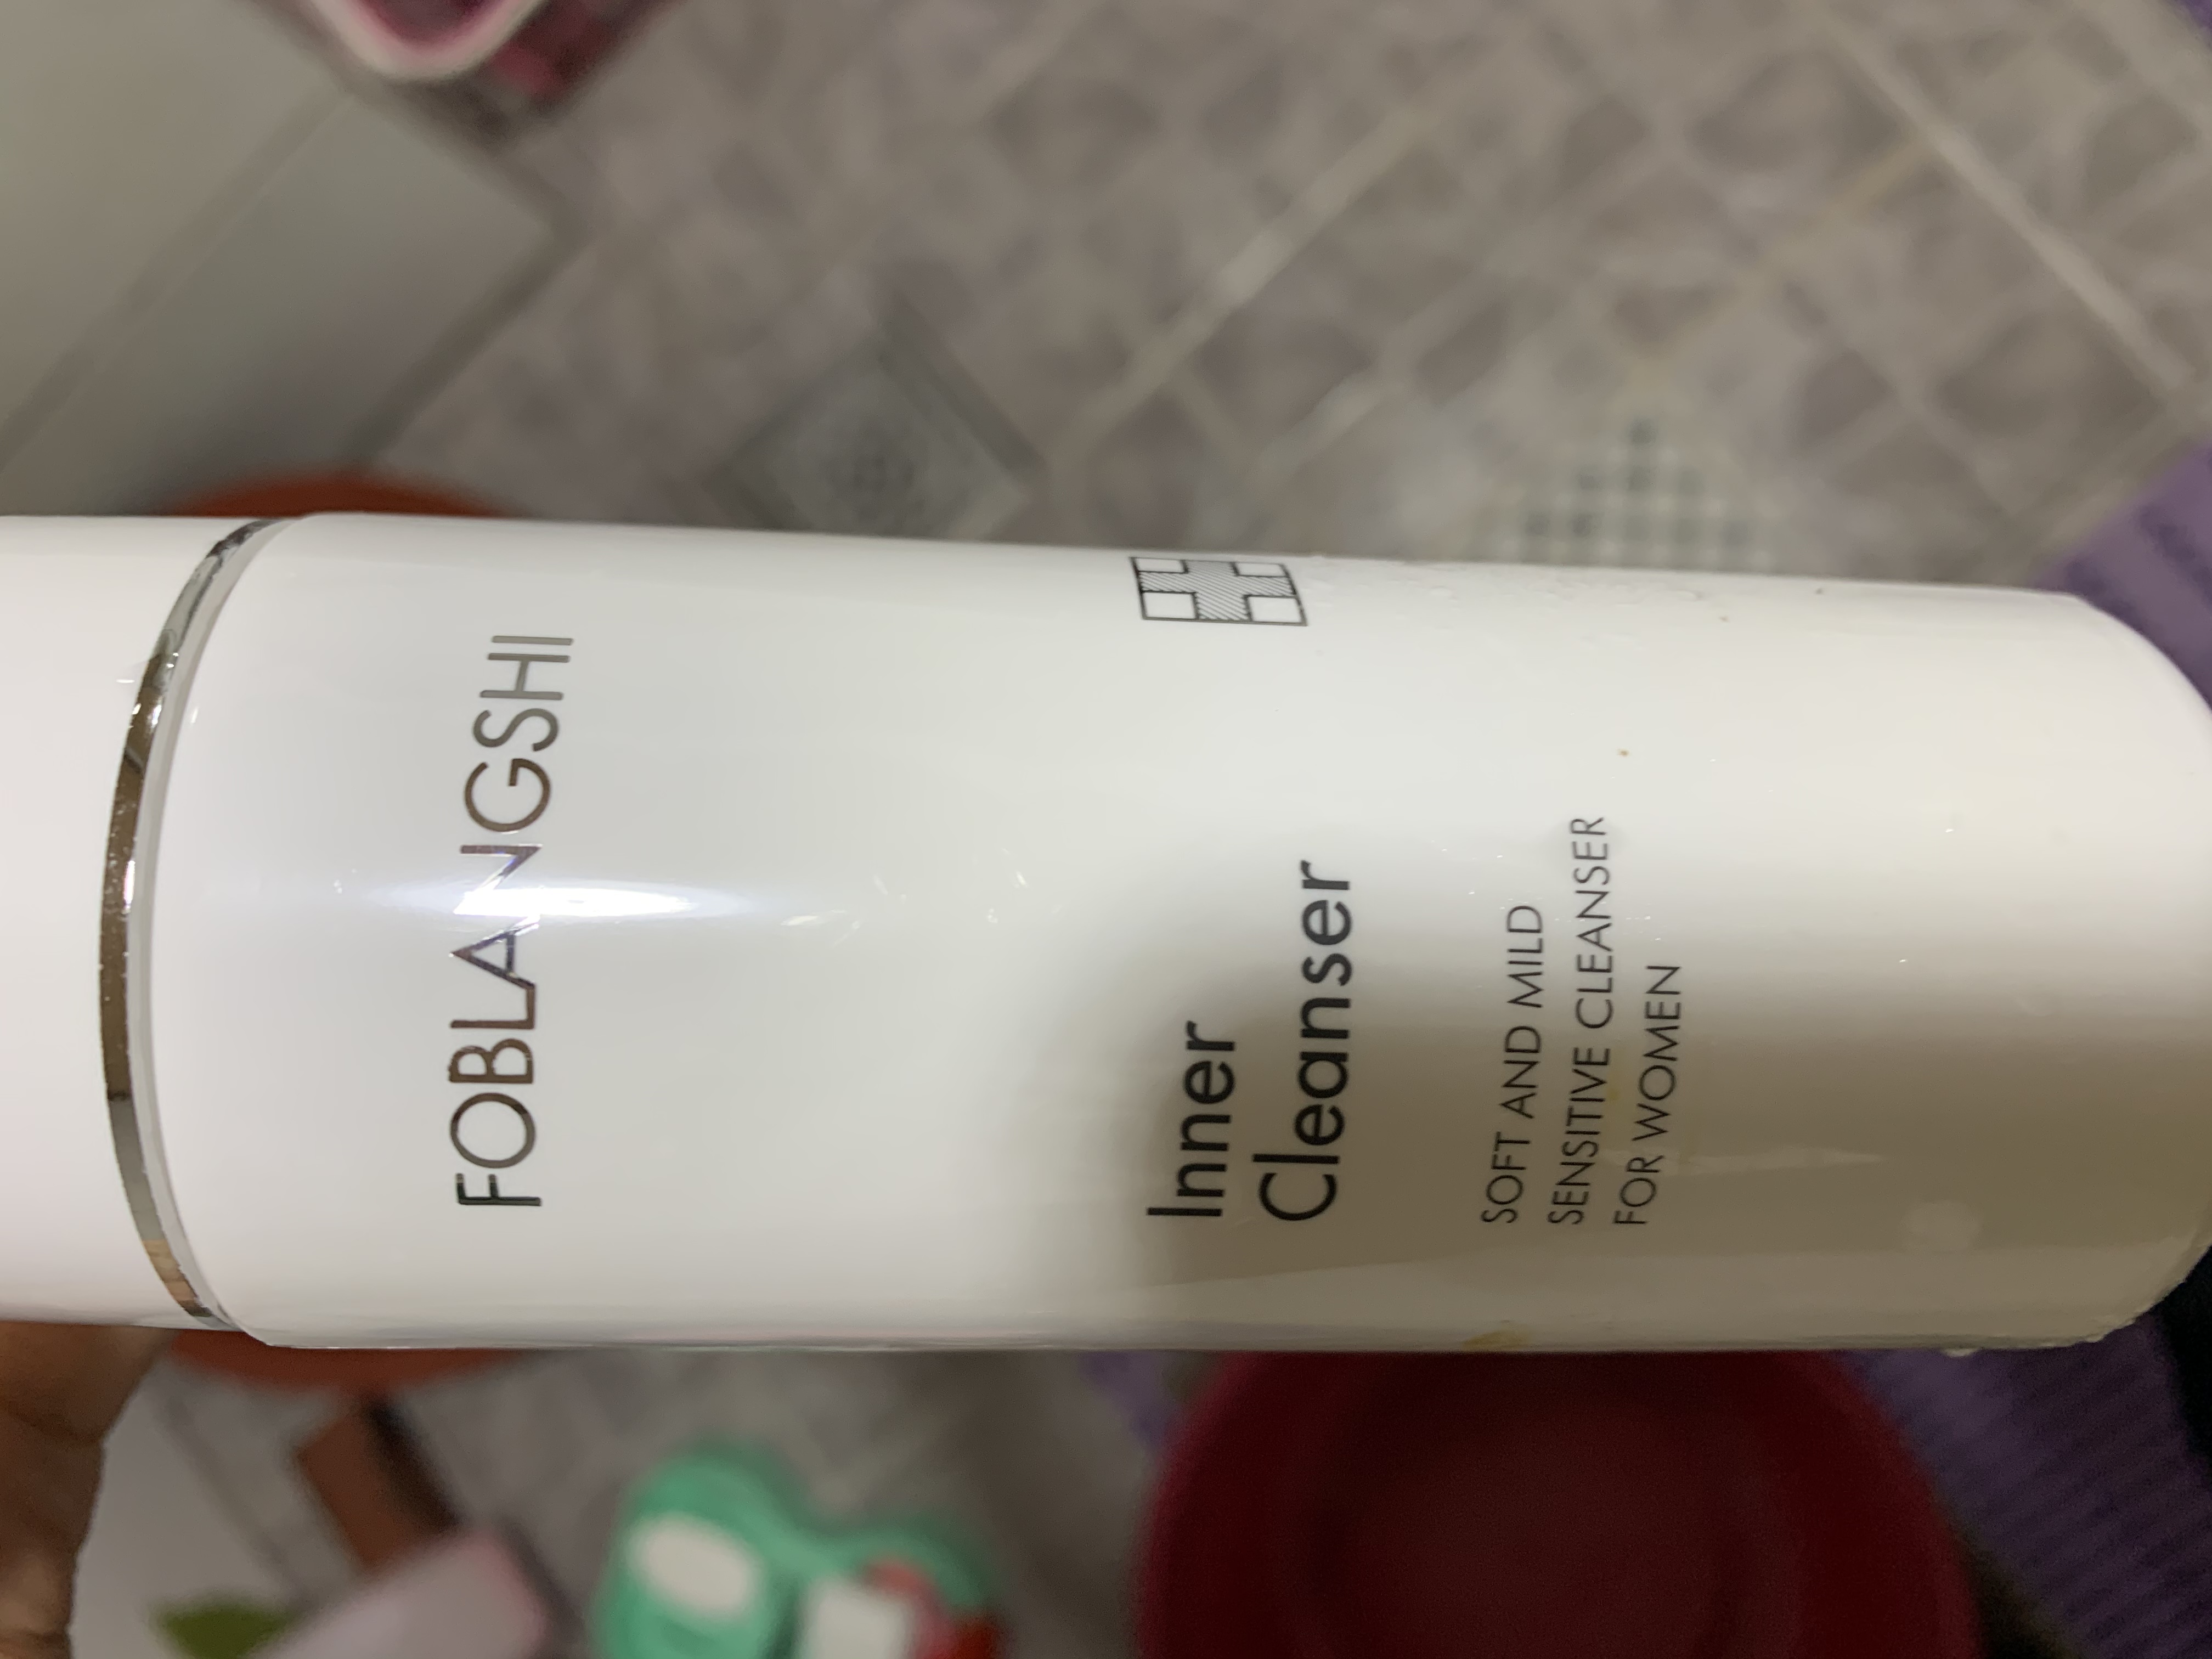 FOBLANGSHI
Inner
Cleanser
SOFT AND MILD
SENSITIVE CLEANSER
FOR WOMEN